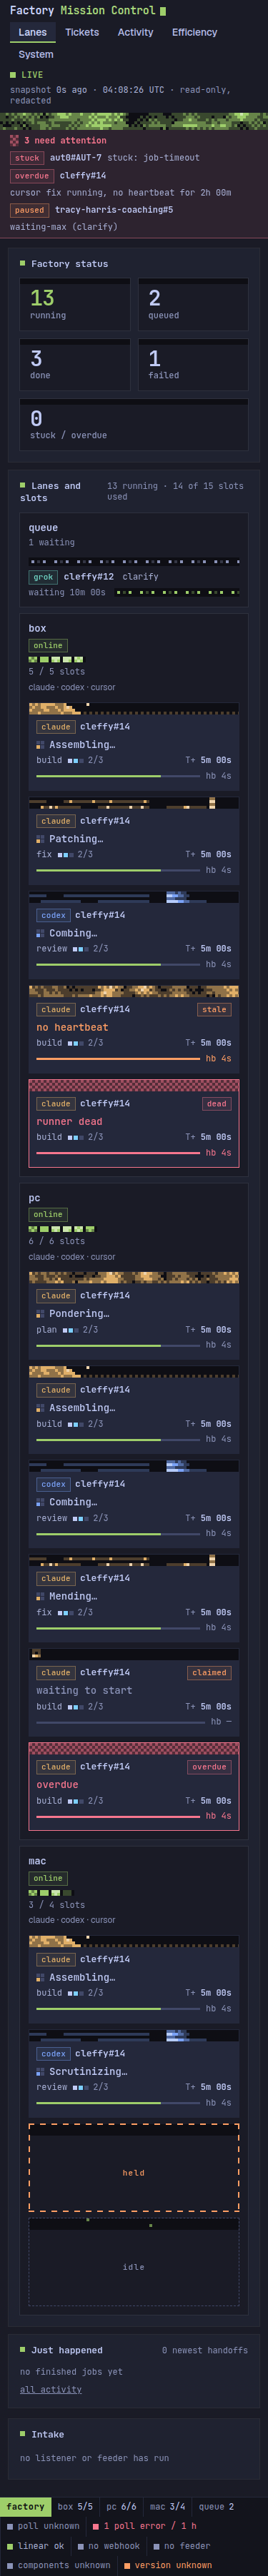 Factory Mission Control
Lanes Tickets Activity Efficiency
System
LIVE
snapshot 0s ago · 04:08:26 UTC · read-only,
redacted
3 need attention
stuck aut0#AUT-7 stuck: job-timeout
overdue cleffy#14
cursor fix running, no heartbeat for 2h 00m
paused tracy-harris-coaching#5
waiting-max (clarify)
Factory status
13 2
running queued
3 1
done failed
0
stuck / overdue
Lanes and 13 running · 14 of 15 slots
slots used
queue
1 waiting
grok cleffy#12 clarify
waiting 10m 00s
box
online
5 / 5 slots
claude · codex · cursor
claude cleffy#14
Assembling…
build 2/3 T+ 5m 00s
hb 4s
claude cleffy#14
Patching…
fix 2/3 T+ 5m 00s
hb 4s
codex cleffy#14
Combing…
review 2/3 T+ 5m 00s
hb 4s
claude cleffy#14 stale
no heartbeat
build 2/3 T+ 5m 00s
hb 4s
claude cleffy#14 dead
runner dead
build 2/3 T+ 5m 00s
hb 4s
pc
online
6 / 6 slots
claude · codex · cursor
claude cleffy#14
Pondering…
plan 2/3 T+ 5m 00s
hb 4s
claude cleffy#14
Assembling…
build 2/3 T+ 5m 00s
hb 4s
codex cleffy#14
Combing…
review 2/3 T+ 5m 00s
hb 4s
claude cleffy#14
Mending…
fix 2/3 T+ 5m 00s
hb 4s
claude cleffy#14 claimed
waiting to start
build 2/3 T+ 5m 00s
hb —
claude cleffy#14 overdue
overdue
build 2/3 T+ 5m 00s
hb 4s
mac
online
3 / 4 slots
claude · codex · cursor
claude cleffy#14
Assembling…
build 2/3 T+ 5m 00s
hb 4s
codex cleffy#14
Scrutinizing…
review 2/3 T+ 5m 00s
hb 4s
held
idle
Just happened 0 newest handoffs
no finished jobs yet
all activity
Intake
no listener or feeder has run
factory box 5/5 pc 6/6 mac 3/4 queue 2
poll unknown 1 poll error / 1 h
linear ok no webhook no feeder
components unknown version unknown